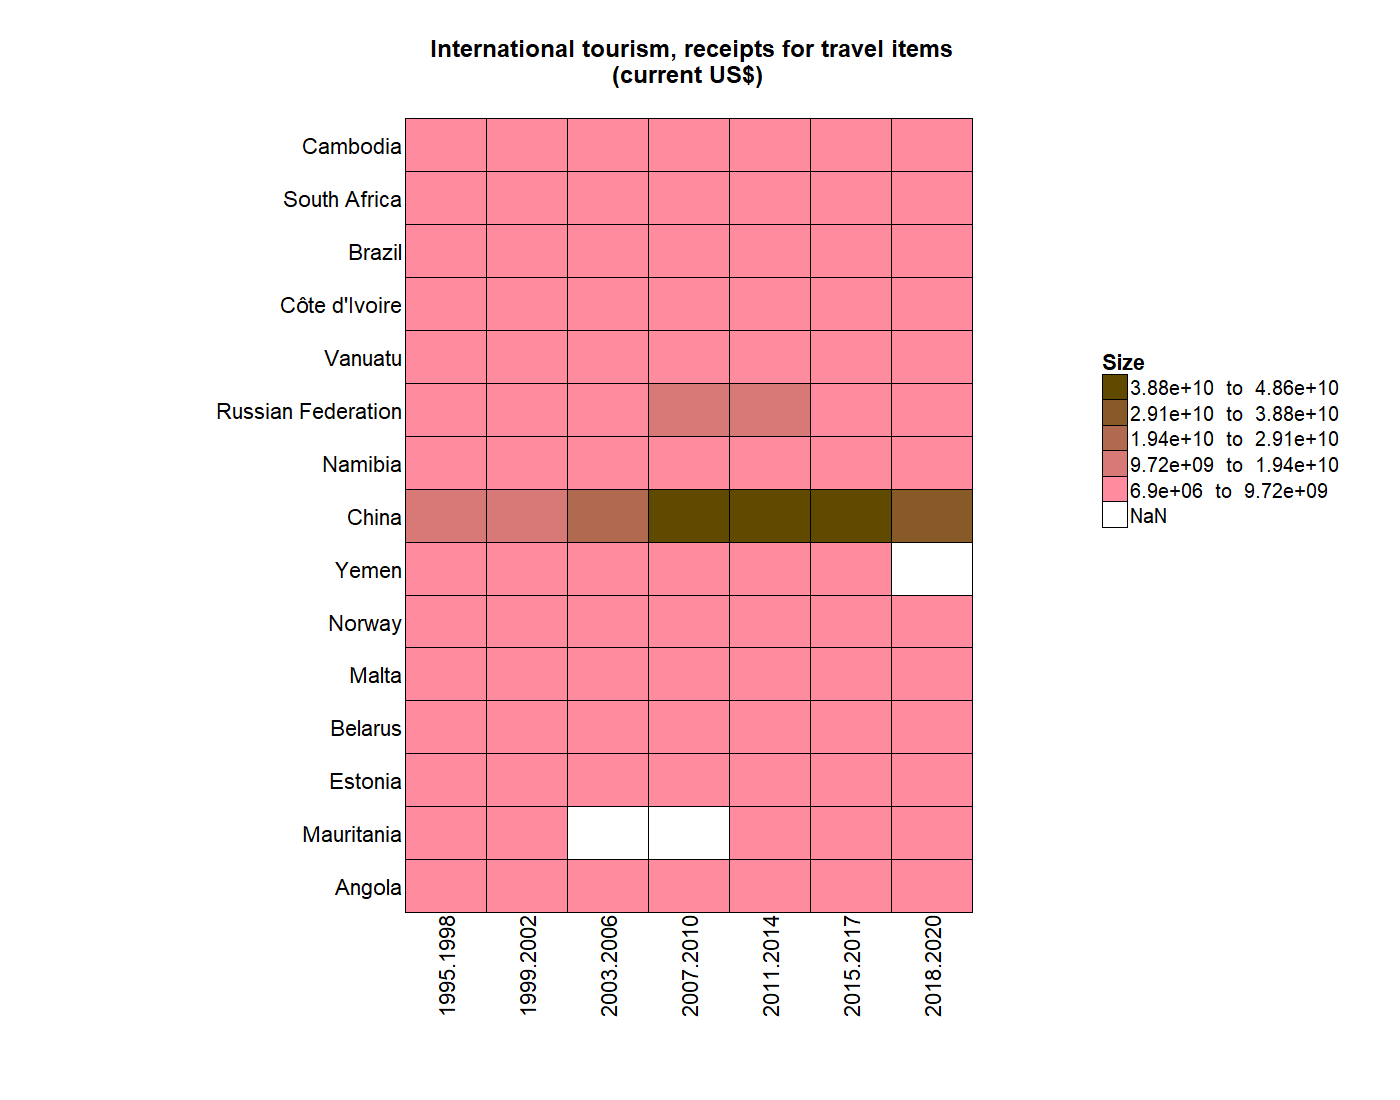 International tourism, receipts for travel items
(current US$)
Cambodia
South Africa
Brazil
Côte d'Ivoire
Vanuatu
Russian Federation
Namibia
China
Yemen
Norway
Malta
Belarus
Estonia
Mauritania
Angola
1995.1998
1999.2002
2003.2006
2007.2010
2011.2014
2015.2017
2018.2020
Size
3.88e+10 to 4.86e+10
2.91e+10 to 3.88e+10
1.94e+10 to 2.91e+10
9.72e+09 to 1.94e+10
6.9e+06 to 9.72e+09
NaN